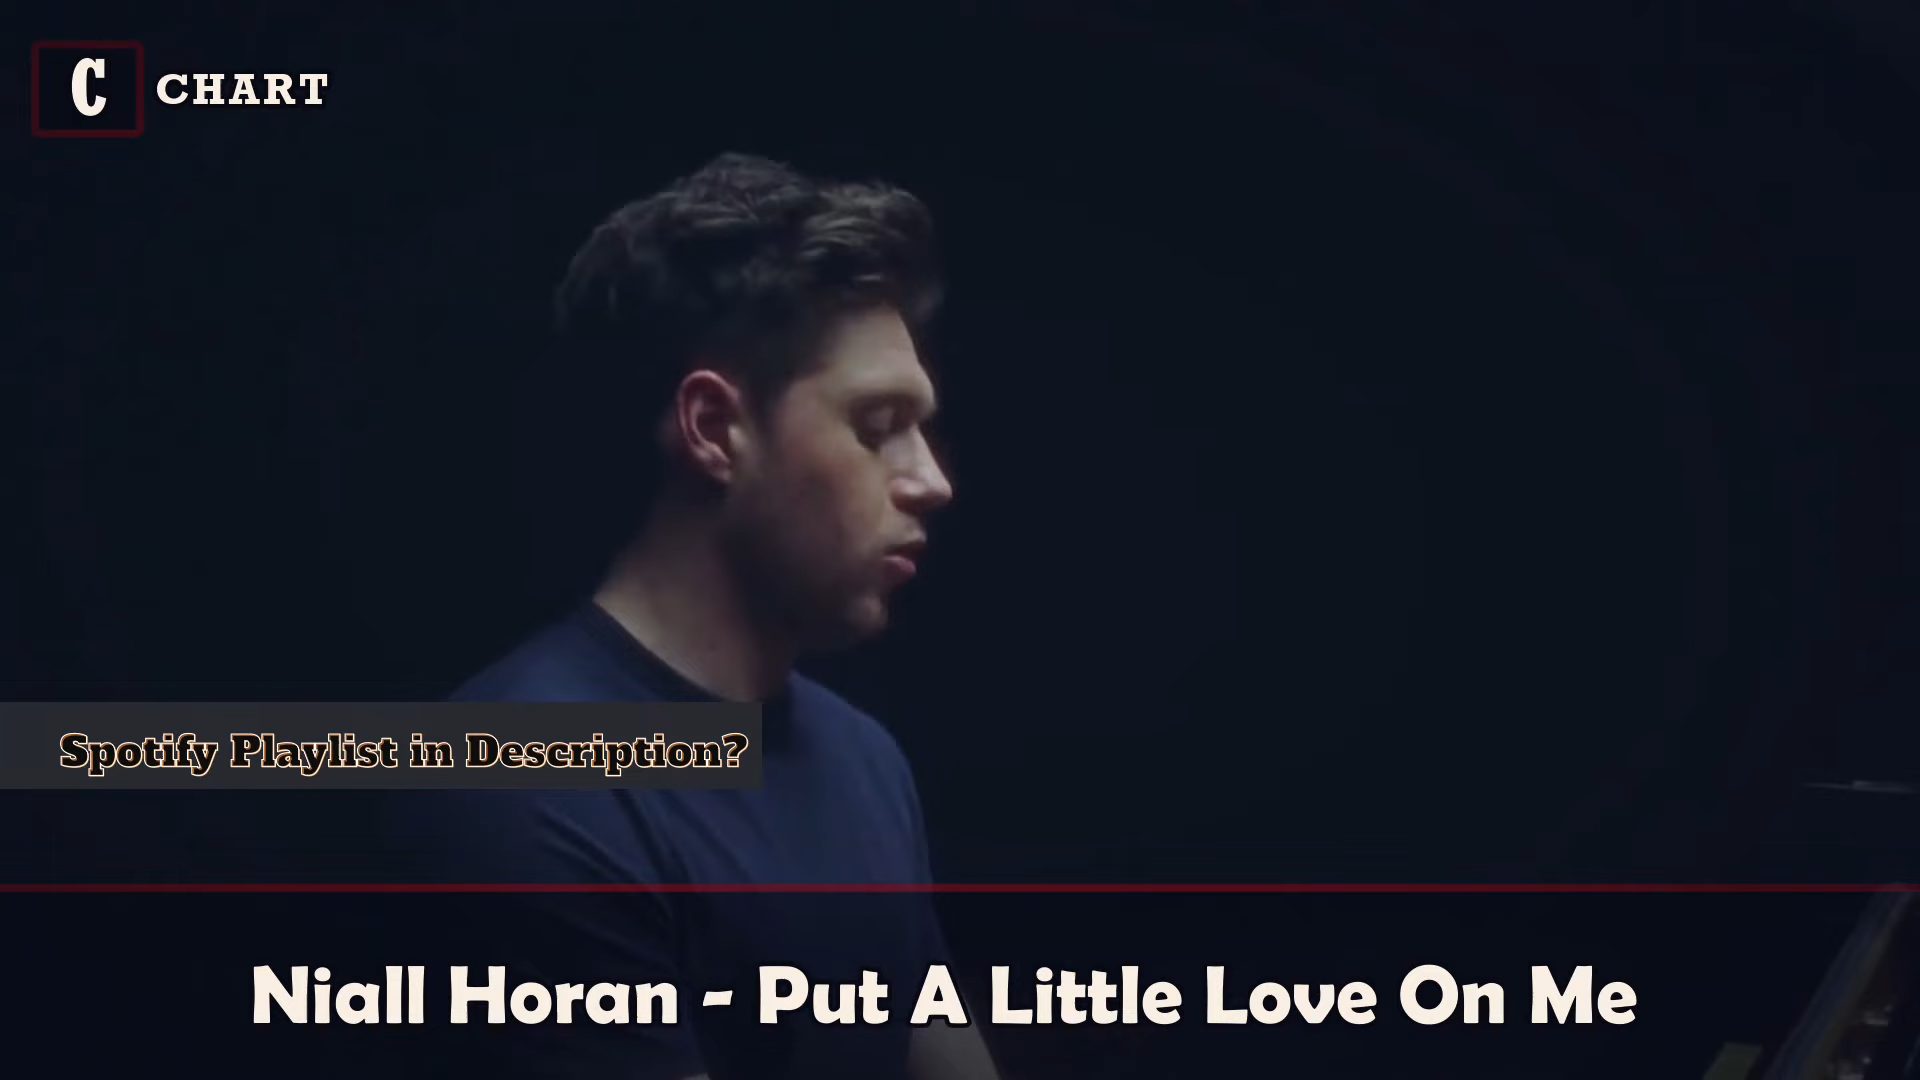 C CHART
Spotify Playlist in Description?
Niall Horan - Put A Little Love On Me